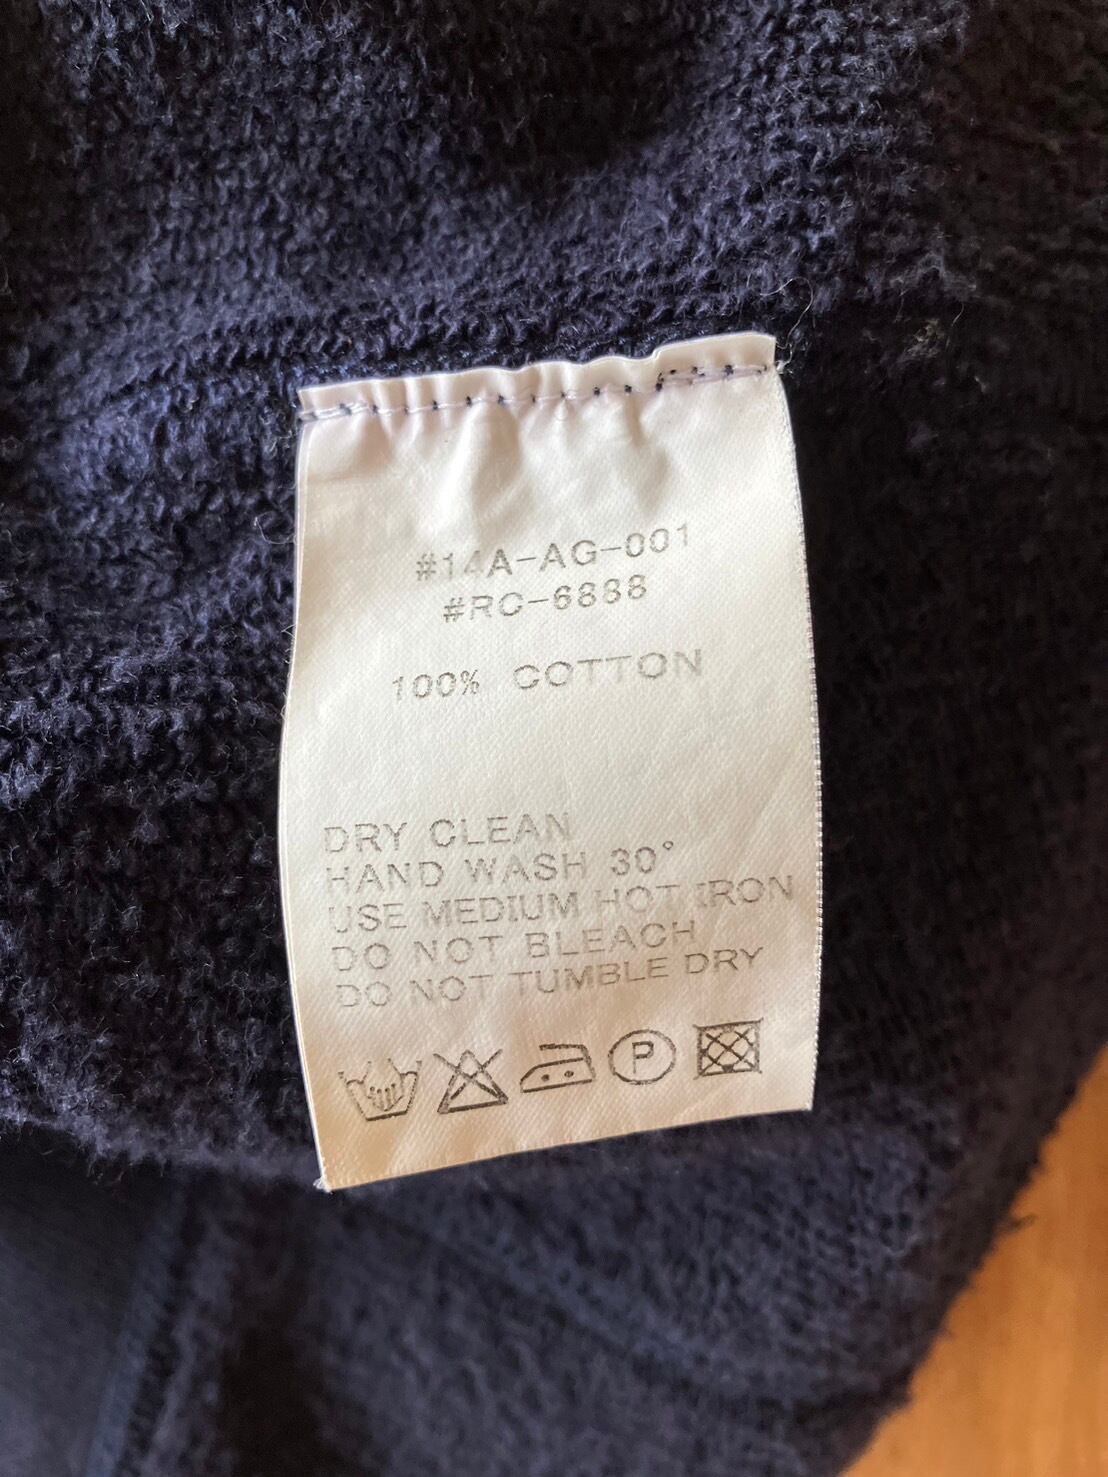 #14A-AG-001
#RC-6888
100% COTTON
DRY CLEAN
HAND WASH 30°
USE MEDIUM HOT IRON
DO NOT BLEACH
DO NOT TUMBLE DRY
P